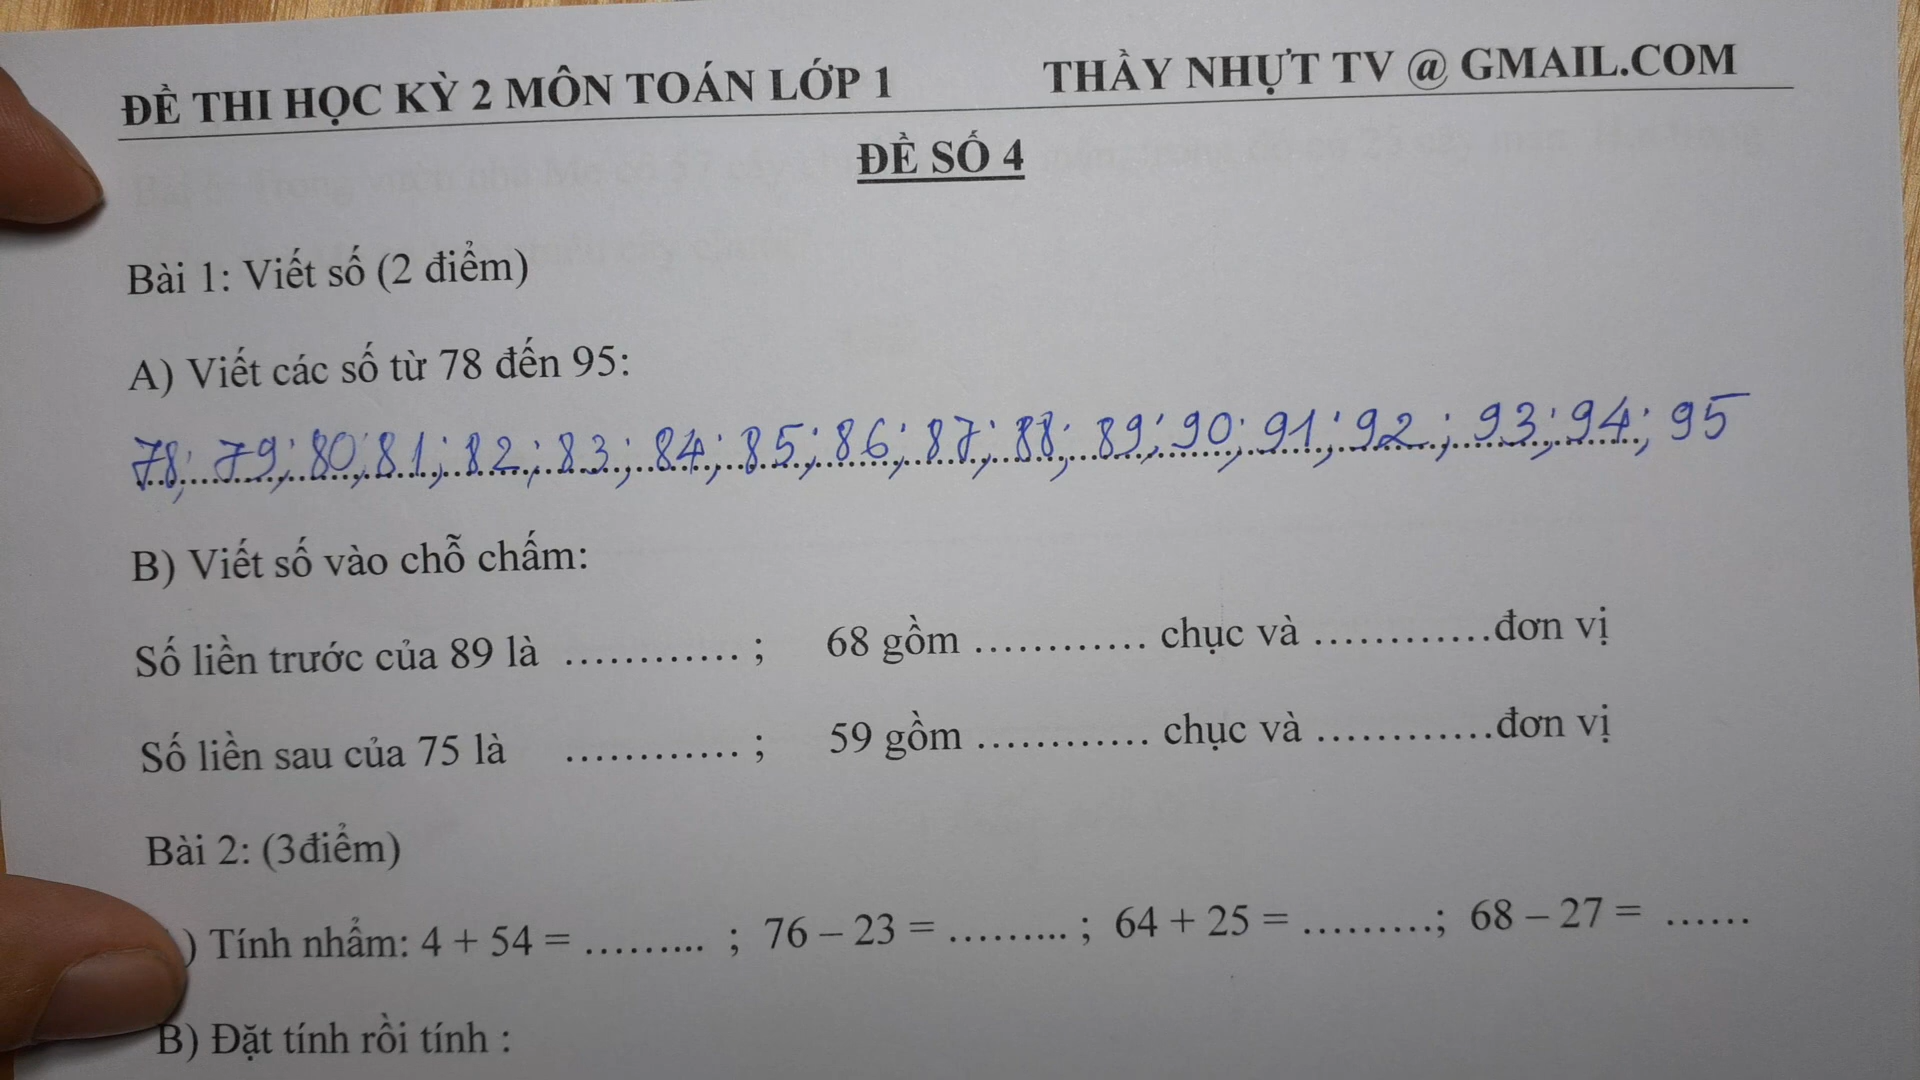 ĐỀ THI HỌC KỲ 2 MÔN TOÁN LỚP 1 THẦY NHỰT TV @ GMAIL.COM
ĐỀ SỐ 4
Bài 1: Viết số (2 điểm)
A) Viết các số từ 78 đến 95:
78; 79; 80; 81; 82; 83; 84; 85; 86; 87; 88; 89; 90; 91; 92; 93; 94; 95
B) Viết số vào chỗ chấm:
Số liền trước của 89 là ............ ; 68 gồm ............ chục và ............đơn vị
Số liền sau của 75 là ............ ; 59 gồm ............ chục và ............đơn vị
Bài 2: (3điểm)
) Tính nhẩm: 4 + 54 = ......... ; 76 – 23 = ......... ; 64 + 25 = .........; 68 – 27 = ......
B) Đặt tính rồi tính :